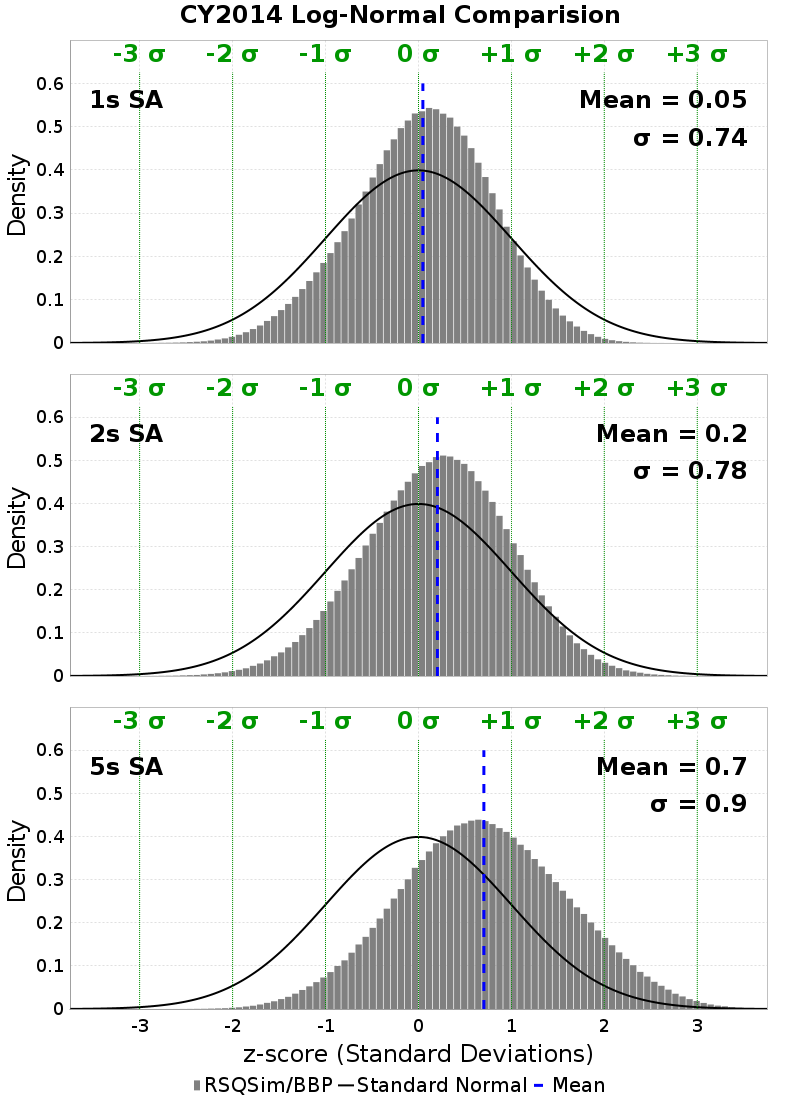 CY2014 Log-Normal Comparision
-3 σ -2 σ -1 σ 0 σ +1 σ +2 σ +3 σ
1s SA
Mean = 0.05
σ = 0.74
0.6
0.5
0.4
0.3
0.2
0.1
0
Density
-3 σ -2 σ -1 σ 0 σ +1 σ +2 σ +3 σ
2s SA
Mean = 0.2
σ = 0.78
0.6
0.5
0.4
0.3
0.2
0.1
0
Density
-3 σ -2 σ -1 σ 0 σ +1 σ +2 σ +3 σ
5s SA
Mean = 0.7
σ = 0.9
0.6
0.5
0.4
0.3
0.2
0.1
0
Density
-3 -2 -1 0 1 2 3
z-score (Standard Deviations)
RSQSim/BBP Standard Normal Mean